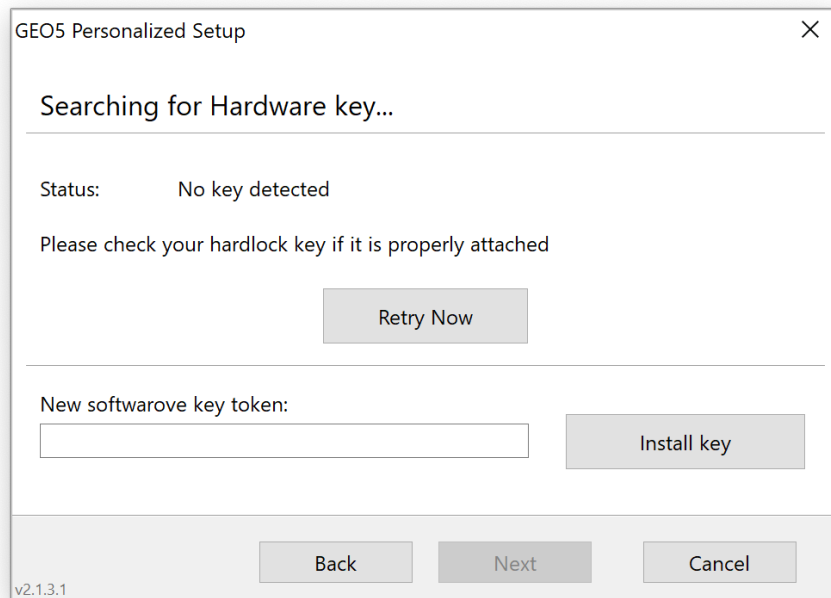 GEO5 Personalized Setup
Searching for Hardware key...
Status: No key detected
Please check your hardlock key if it is properly attached
Retry Now
New softwarove key token:
Install key
Back Next Cancel
v2.1.3.1